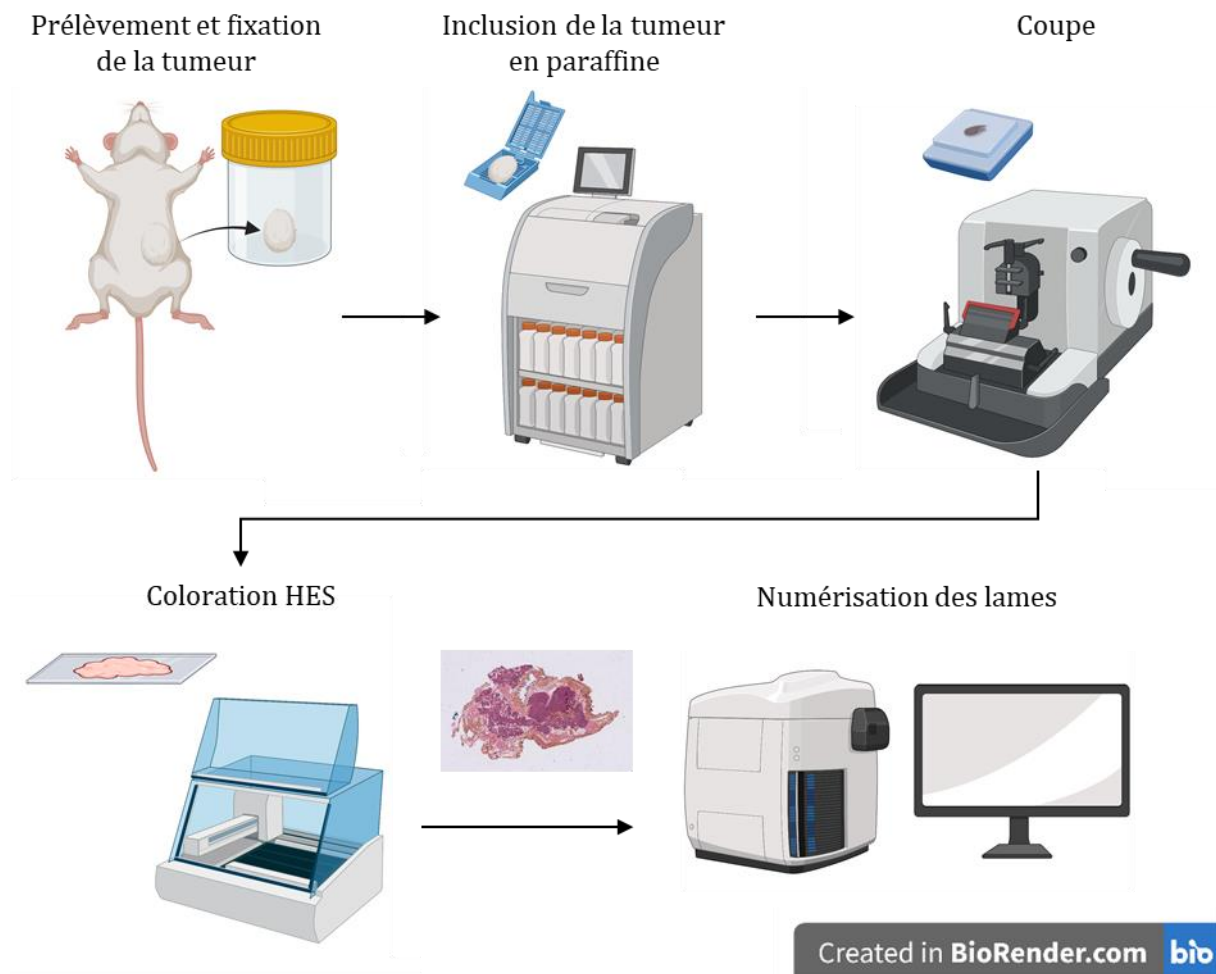 Prélèvement et fixation
de la tumeur
Inclusion de la tumeur
en paraffine
Coupe
Coloration HES
Numérisation des lames
Created in BioRender.com bio